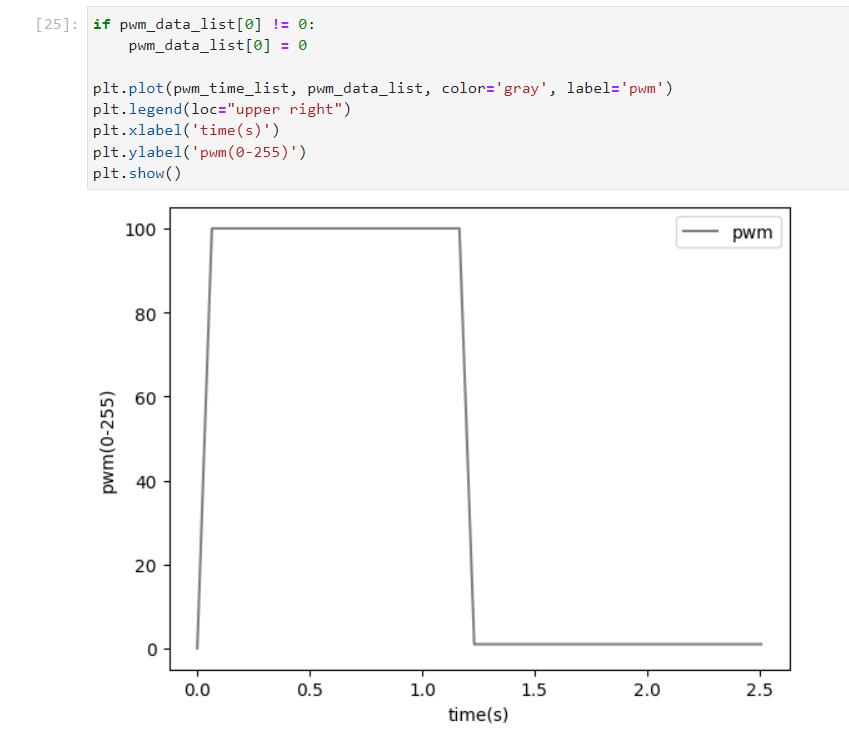 [25]: if pwm_data_list[0] != 0:
pwm_data_list[0] = 0
plt.plot(pwm_time_list, pwm_data_list, color='gray', label='pwm')
plt.legend(loc="upper right")
plt.xlabel('time(s)')
plt.ylabel('pwm(0-255)')
plt.show()
pwm
100
80
60
40
20
0
pwm(0-255)
0.0 0.5 1.0 1.5 2.0 2.5
time(s)